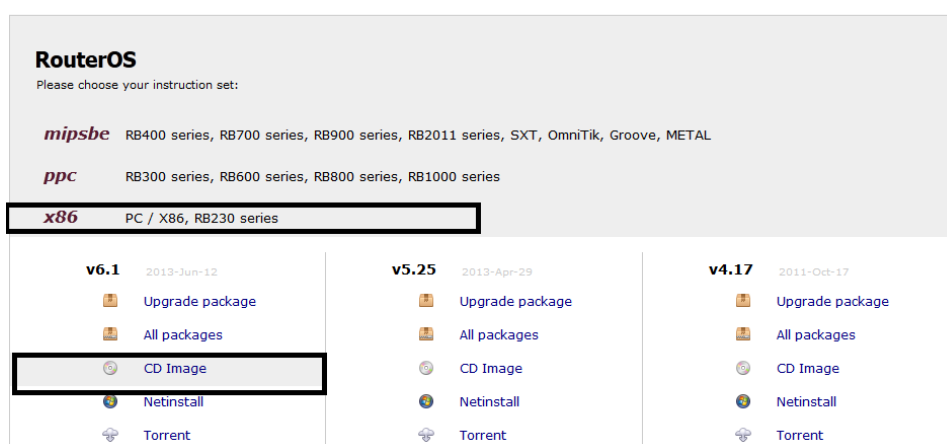 RouterOS
Please choose your instruction set:
mipsbe RB400 series, RB700 series, RB900 series, RB2011 series, SXT, OmniTik, Groove, METAL
ppc RB300 series, RB600 series, RB800 series, RB1000 series
x86 PC / X86, RB230 series
v6.1 2013-Jun-12 v5.25 2013-Apr-29 v4.17 2011-Oct-17
Upgrade package Upgrade package Upgrade package
All packages All packages All packages
CD Image CD Image CD Image
Netinstall Netinstall Netinstall
Torrent Torrent Torrent